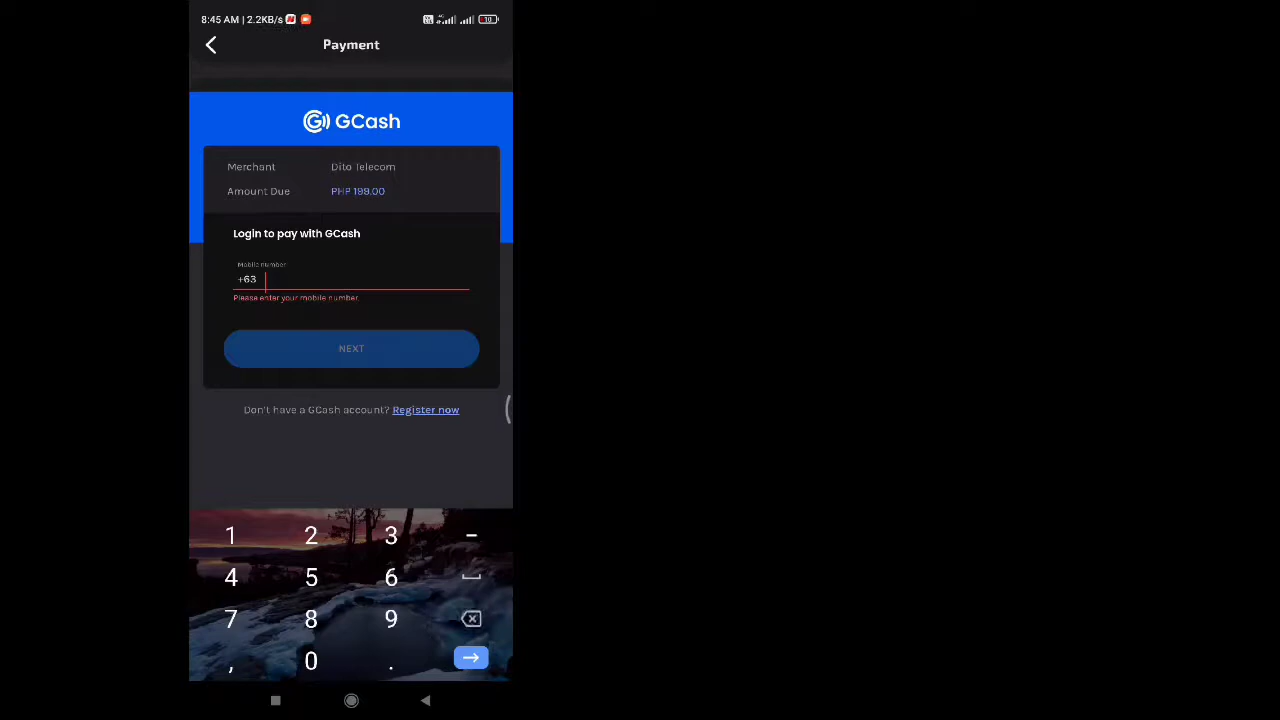 8:45 AM | 2.2KB/s
10
Payment
GCash
Merchant Dito Telecom
Amount Due PHP 199.00
Login to pay with GCash
Mobile number
+63
Please enter your mobile number.
NEXT
Don't have a GCash account? Register now
1 2 3 –
4 5 6
7 8 9
, 0 .